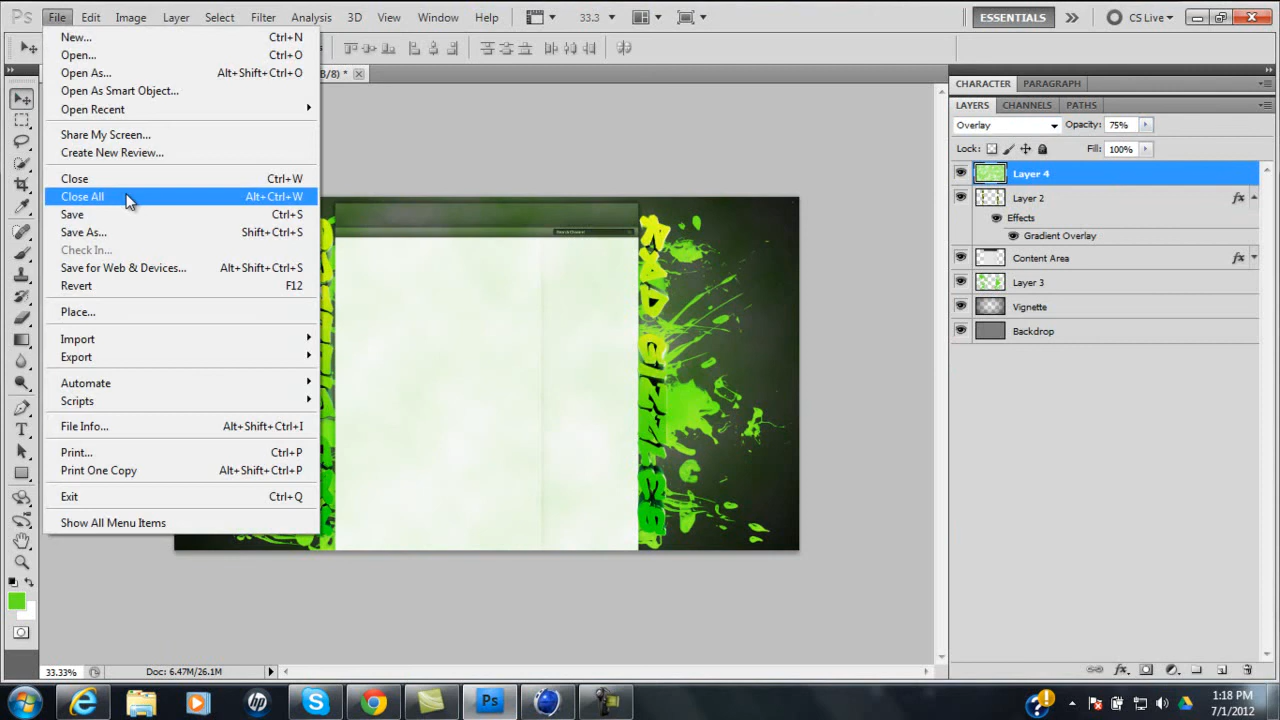 Ps File Edit Image Layer Select Filter Analysis 3D View Window Help 33.3 ESSENTIALS CS Live
B/8) *
New... Ctrl+N
Open... Ctrl+O
Open As... Alt+Shift+Ctrl+O
Open As Smart Object...
Open Recent
Share My Screen...
Create New Review...
Close Ctrl+W
Close All Alt+Ctrl+W
Save Ctrl+S
Save As... Shift+Ctrl+S
Check In...
Save for Web & Devices... Alt+Shift+Ctrl+S
Revert F12
Place...
Import
Export
Automate
Scripts
File Info... Alt+Shift+Ctrl+I
Print... Ctrl+P
Print One Copy Alt+Shift+Ctrl+P
Exit Ctrl+Q
Show All Menu Items
CHARACTER PARAGRAPH
LAYERS CHANNELS PATHS
Overlay Opacity: 75%
Lock: Fill: 100%
Layer 4
Layer 2 fx
Effects
Gradient Overlay
Content Area fx
Layer 3
Vignette
Backdrop
33.33% Doc: 6.47M/26.1M
1:18 PM
7/1/2012